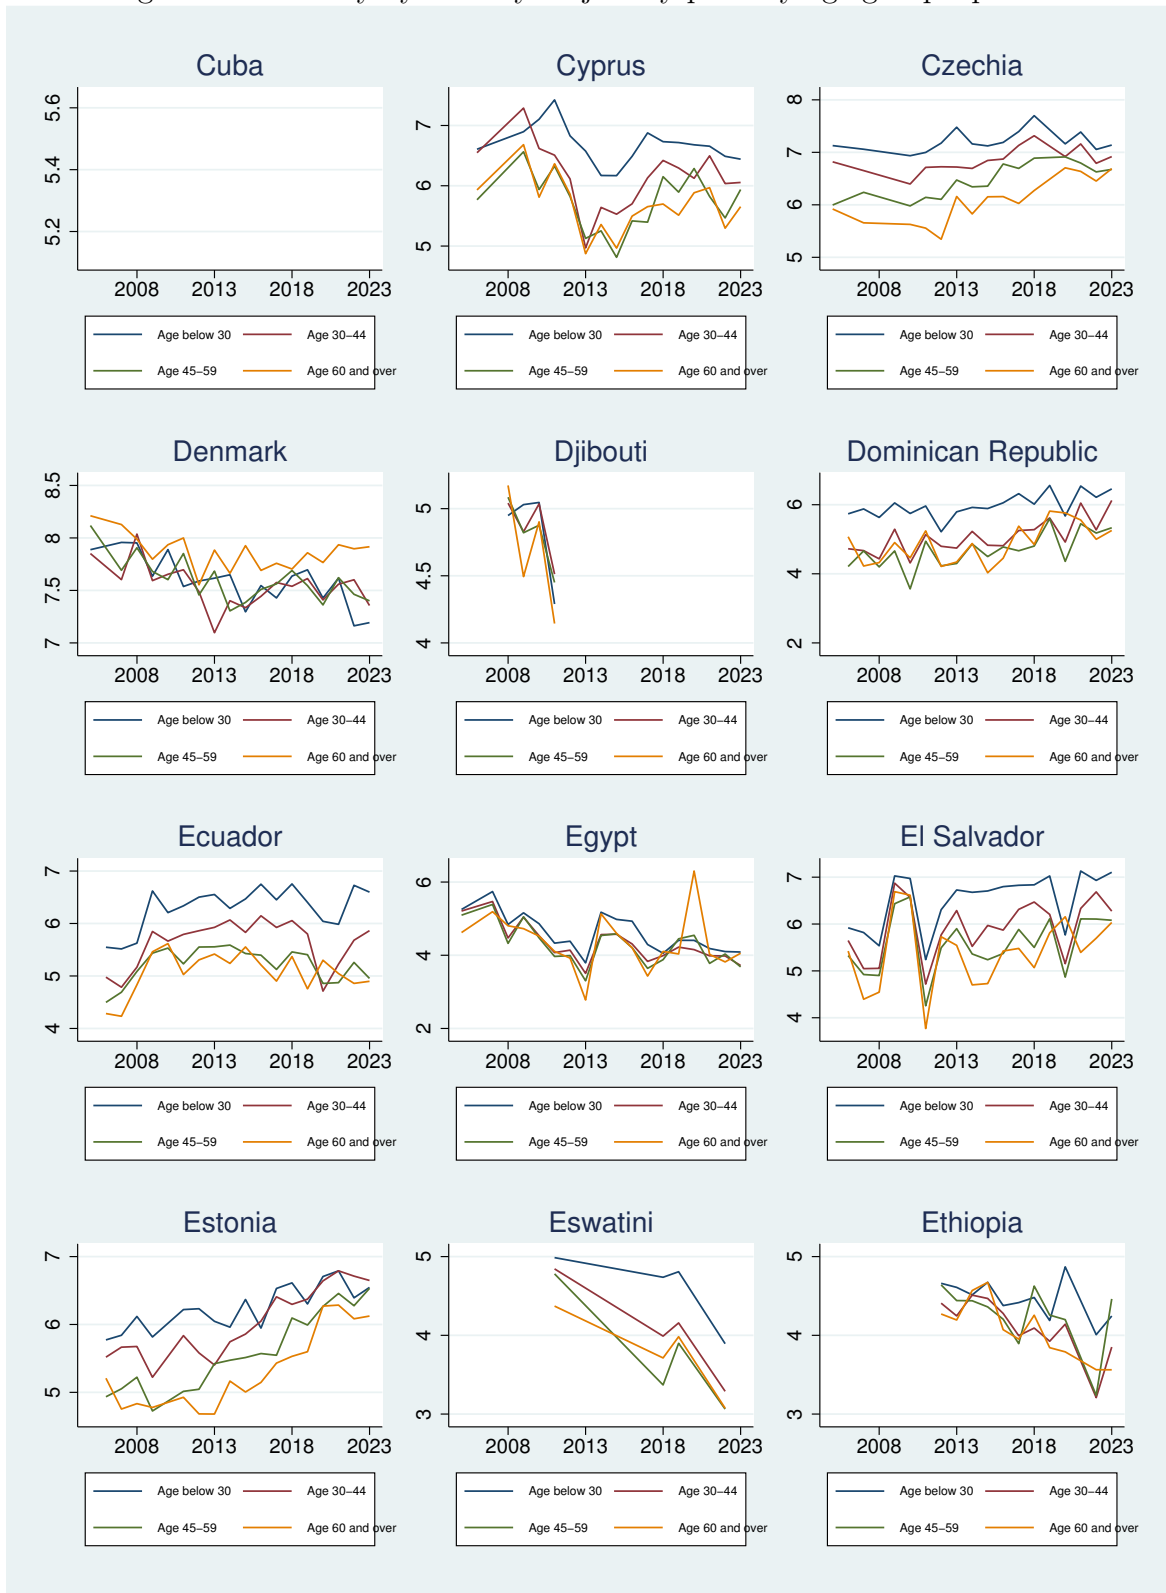 Cuba Cyprus Czechia
5.6 5.4 5.2 7 6 5 8 7 6 5
2008 2013 2018 2023 2008 2013 2018 2023 2008 2013 2018 2023
Age below 30 Age 30–44 Age below 30 Age 30–44 Age below 30 Age 30–44
Age 45–59 Age 60 and over Age 45–59 Age 60 and over Age 45–59 Age 60 and over
Denmark Djibouti Dominican Republic
8.5 8 7.5 7 5 4.5 4 6 4 2
2008 2013 2018 2023 2008 2013 2018 2023 2008 2013 2018 2023
Age below 30 Age 30–44 Age below 30 Age 30–44 Age below 30 Age 30–44
Age 45–59 Age 60 and over Age 45–59 Age 60 and over Age 45–59 Age 60 and over
Ecuador Egypt El Salvador
7 6 5 4 6 4 2 7 6 5 4
2008 2013 2018 2023 2008 2013 2018 2023 2008 2013 2018 2023
Age below 30 Age 30–44 Age below 30 Age 30–44 Age below 30 Age 30–44
Age 45–59 Age 60 and over Age 45–59 Age 60 and over Age 45–59 Age 60 and over
Estonia Eswatini Ethiopia
7 6 5 5 4 3 5 4 3
2008 2013 2018 2023 2008 2013 2018 2023 2008 2013 2018 2023
Age below 30 Age 30–44 Age below 30 Age 30–44 Age below 30 Age 30–44
Age 45–59 Age 60 and over Age 45–59 Age 60 and over Age 45–59 Age 60 and over